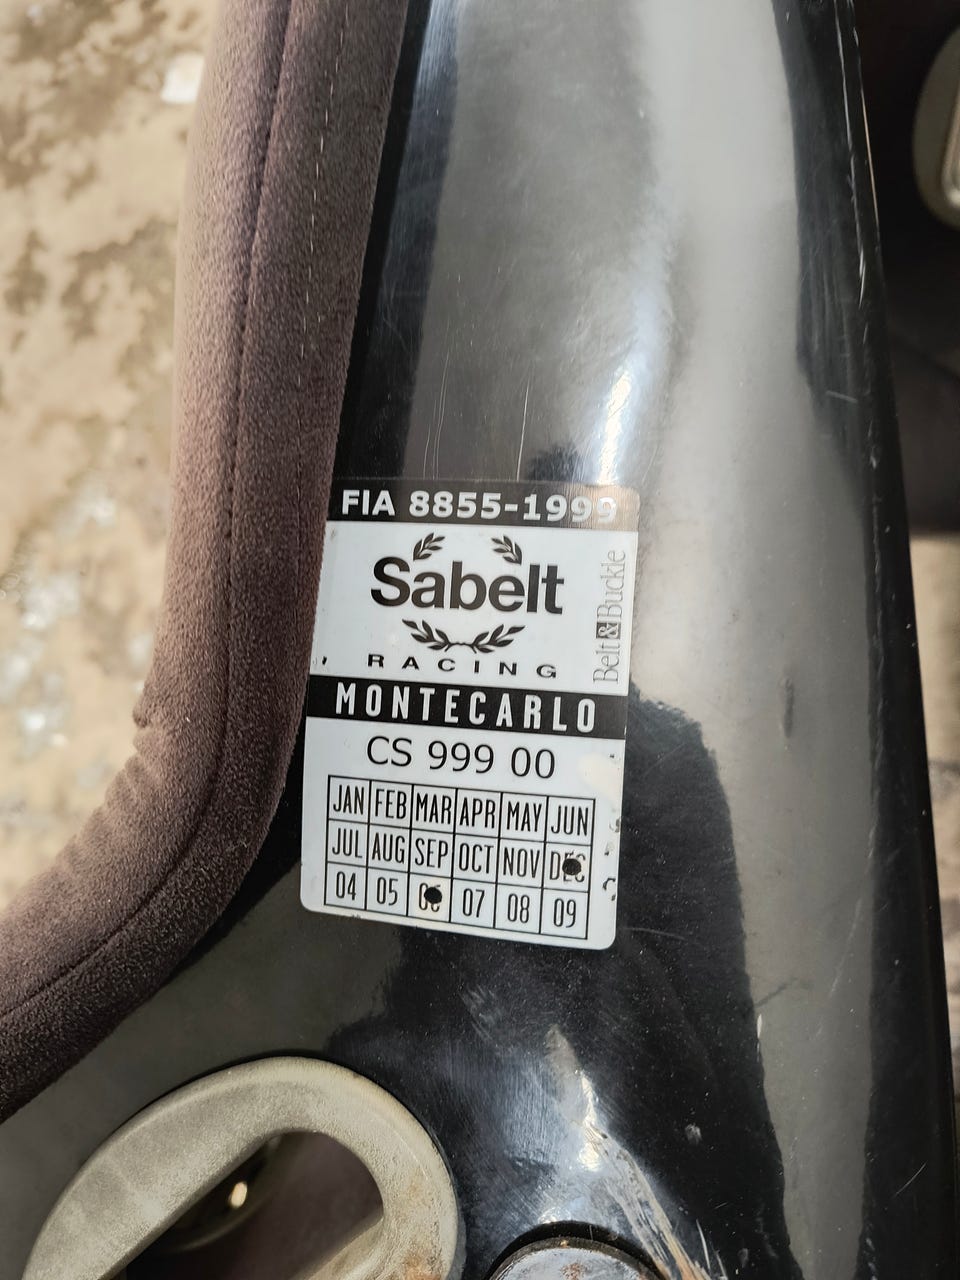 FIA 8855-1999
Sabelt
RACING
Belt & Buckle
MONTECARLO
CS 999 00
JAN FEB MAR APR MAY JUN
JUL AUG SEP OCT NOV DEC
04 05 06 07 08 09